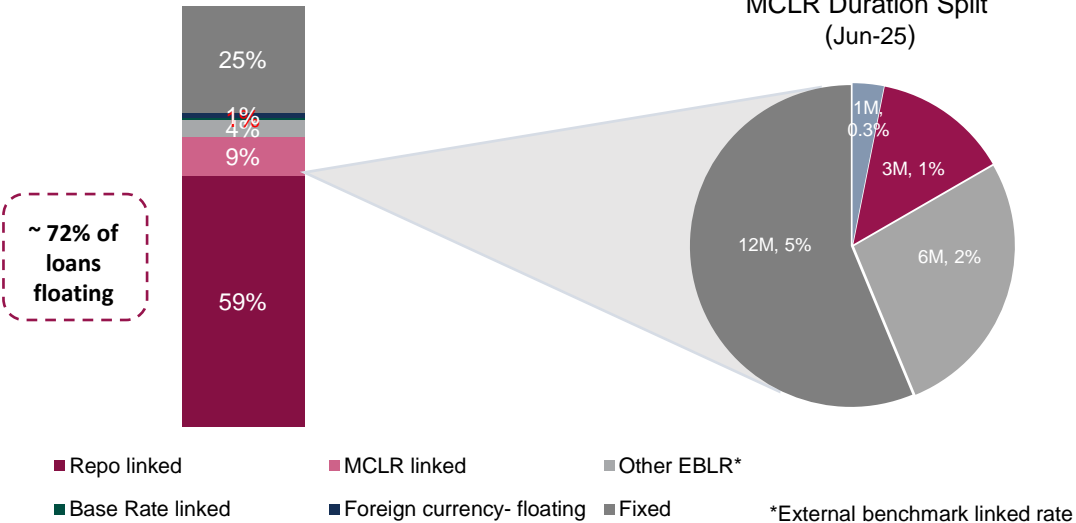 MCLR Duration Split
(Jun-25)
25%
1%
4%
9%
59%
~ 72% of
loans
floating
1M,
0.3%
3M, 1%
6M, 2%
12M, 5%
Repo linked
MCLR linked
Other EBLR*
Base Rate linked
Foreign currency- floating
Fixed
*External benchmark linked rate